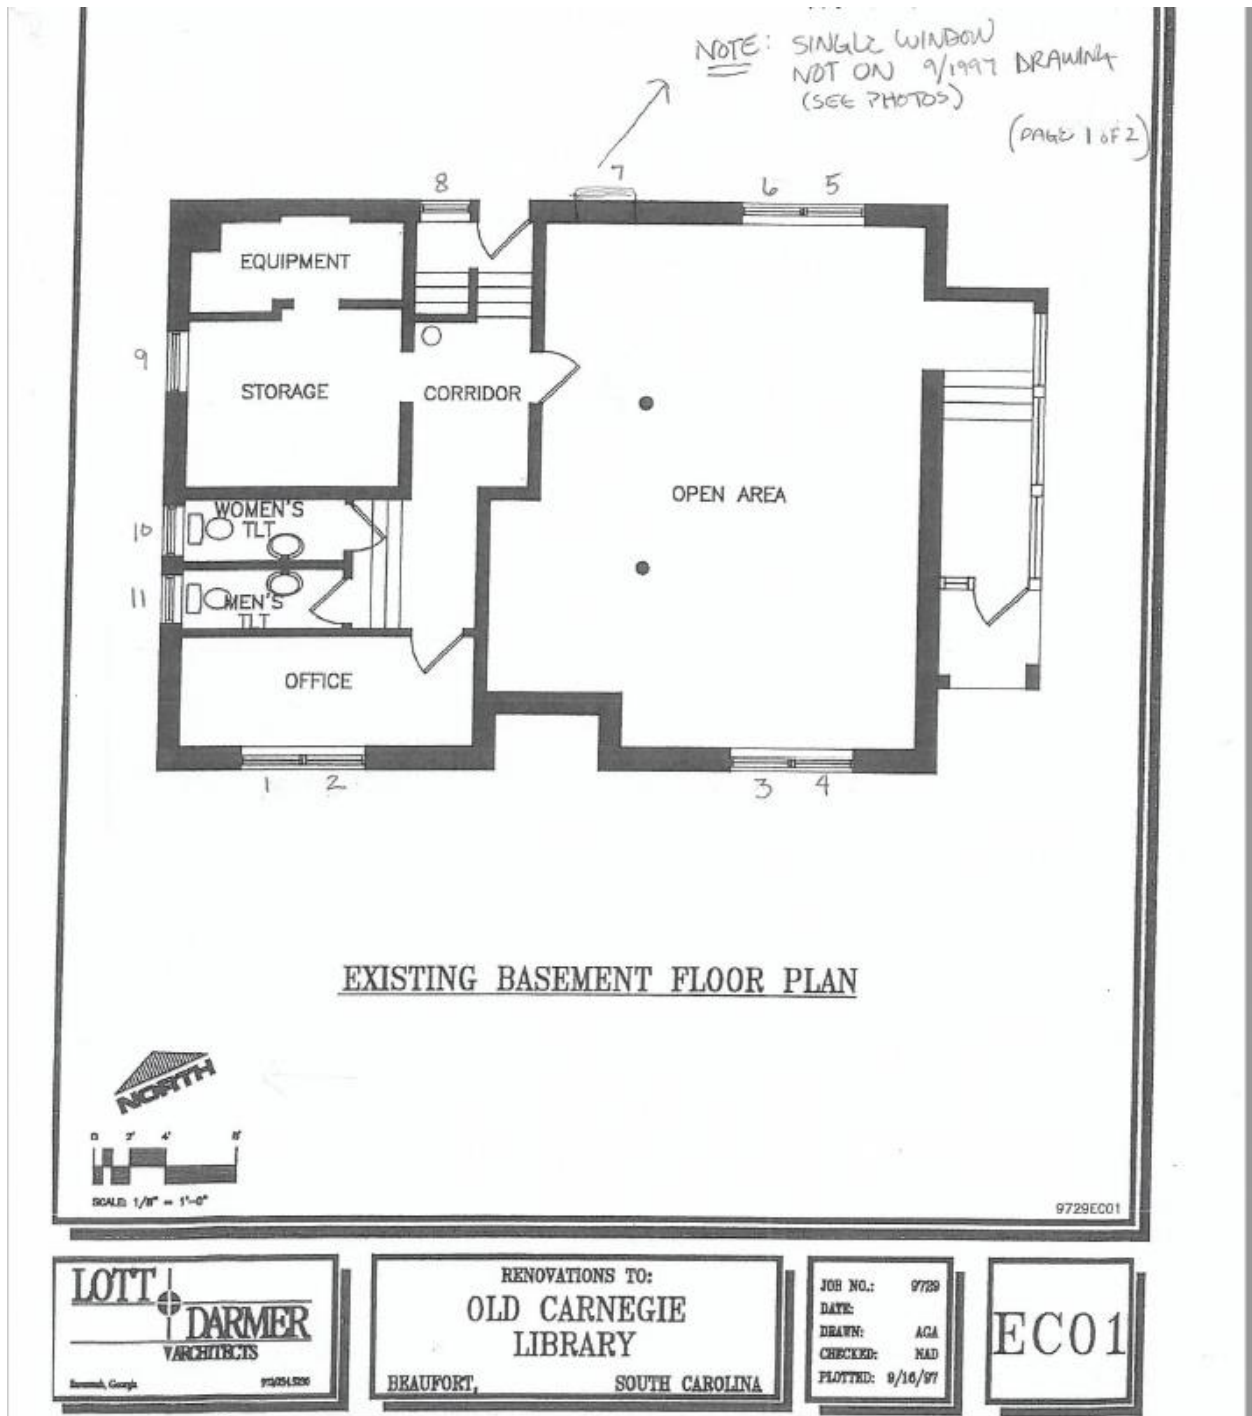 NOTE: SINGLE WINDOW
NOT ON 9/1997 DRAWING
(SEE PHOTOS)
(PAGE 1 OF 2)
8
7
6 5
EQUIPMENT
9
STORAGE
CORRIDOR
OPEN AREA
WOMEN'S
TLT
10
11
MEN'S
TLT
OFFICE
1 2
3 4
EXISTING BASEMENT FLOOR PLAN
NORTH
0 2' 4' 8'
SCALE: 1/8" = 1'-0"
9729EC01
LOTT
DARMER
ARCHITECTS
Savannah, Georgia
RENOVATIONS TO:
OLD CARNEGIE
LIBRARY
BEAUFORT, SOUTH CAROLINA
JOB NO.: 9729
DATE:
DRAWN: AGA
CHECKED: NAD
PLOTTED: 9/16/97
EC01